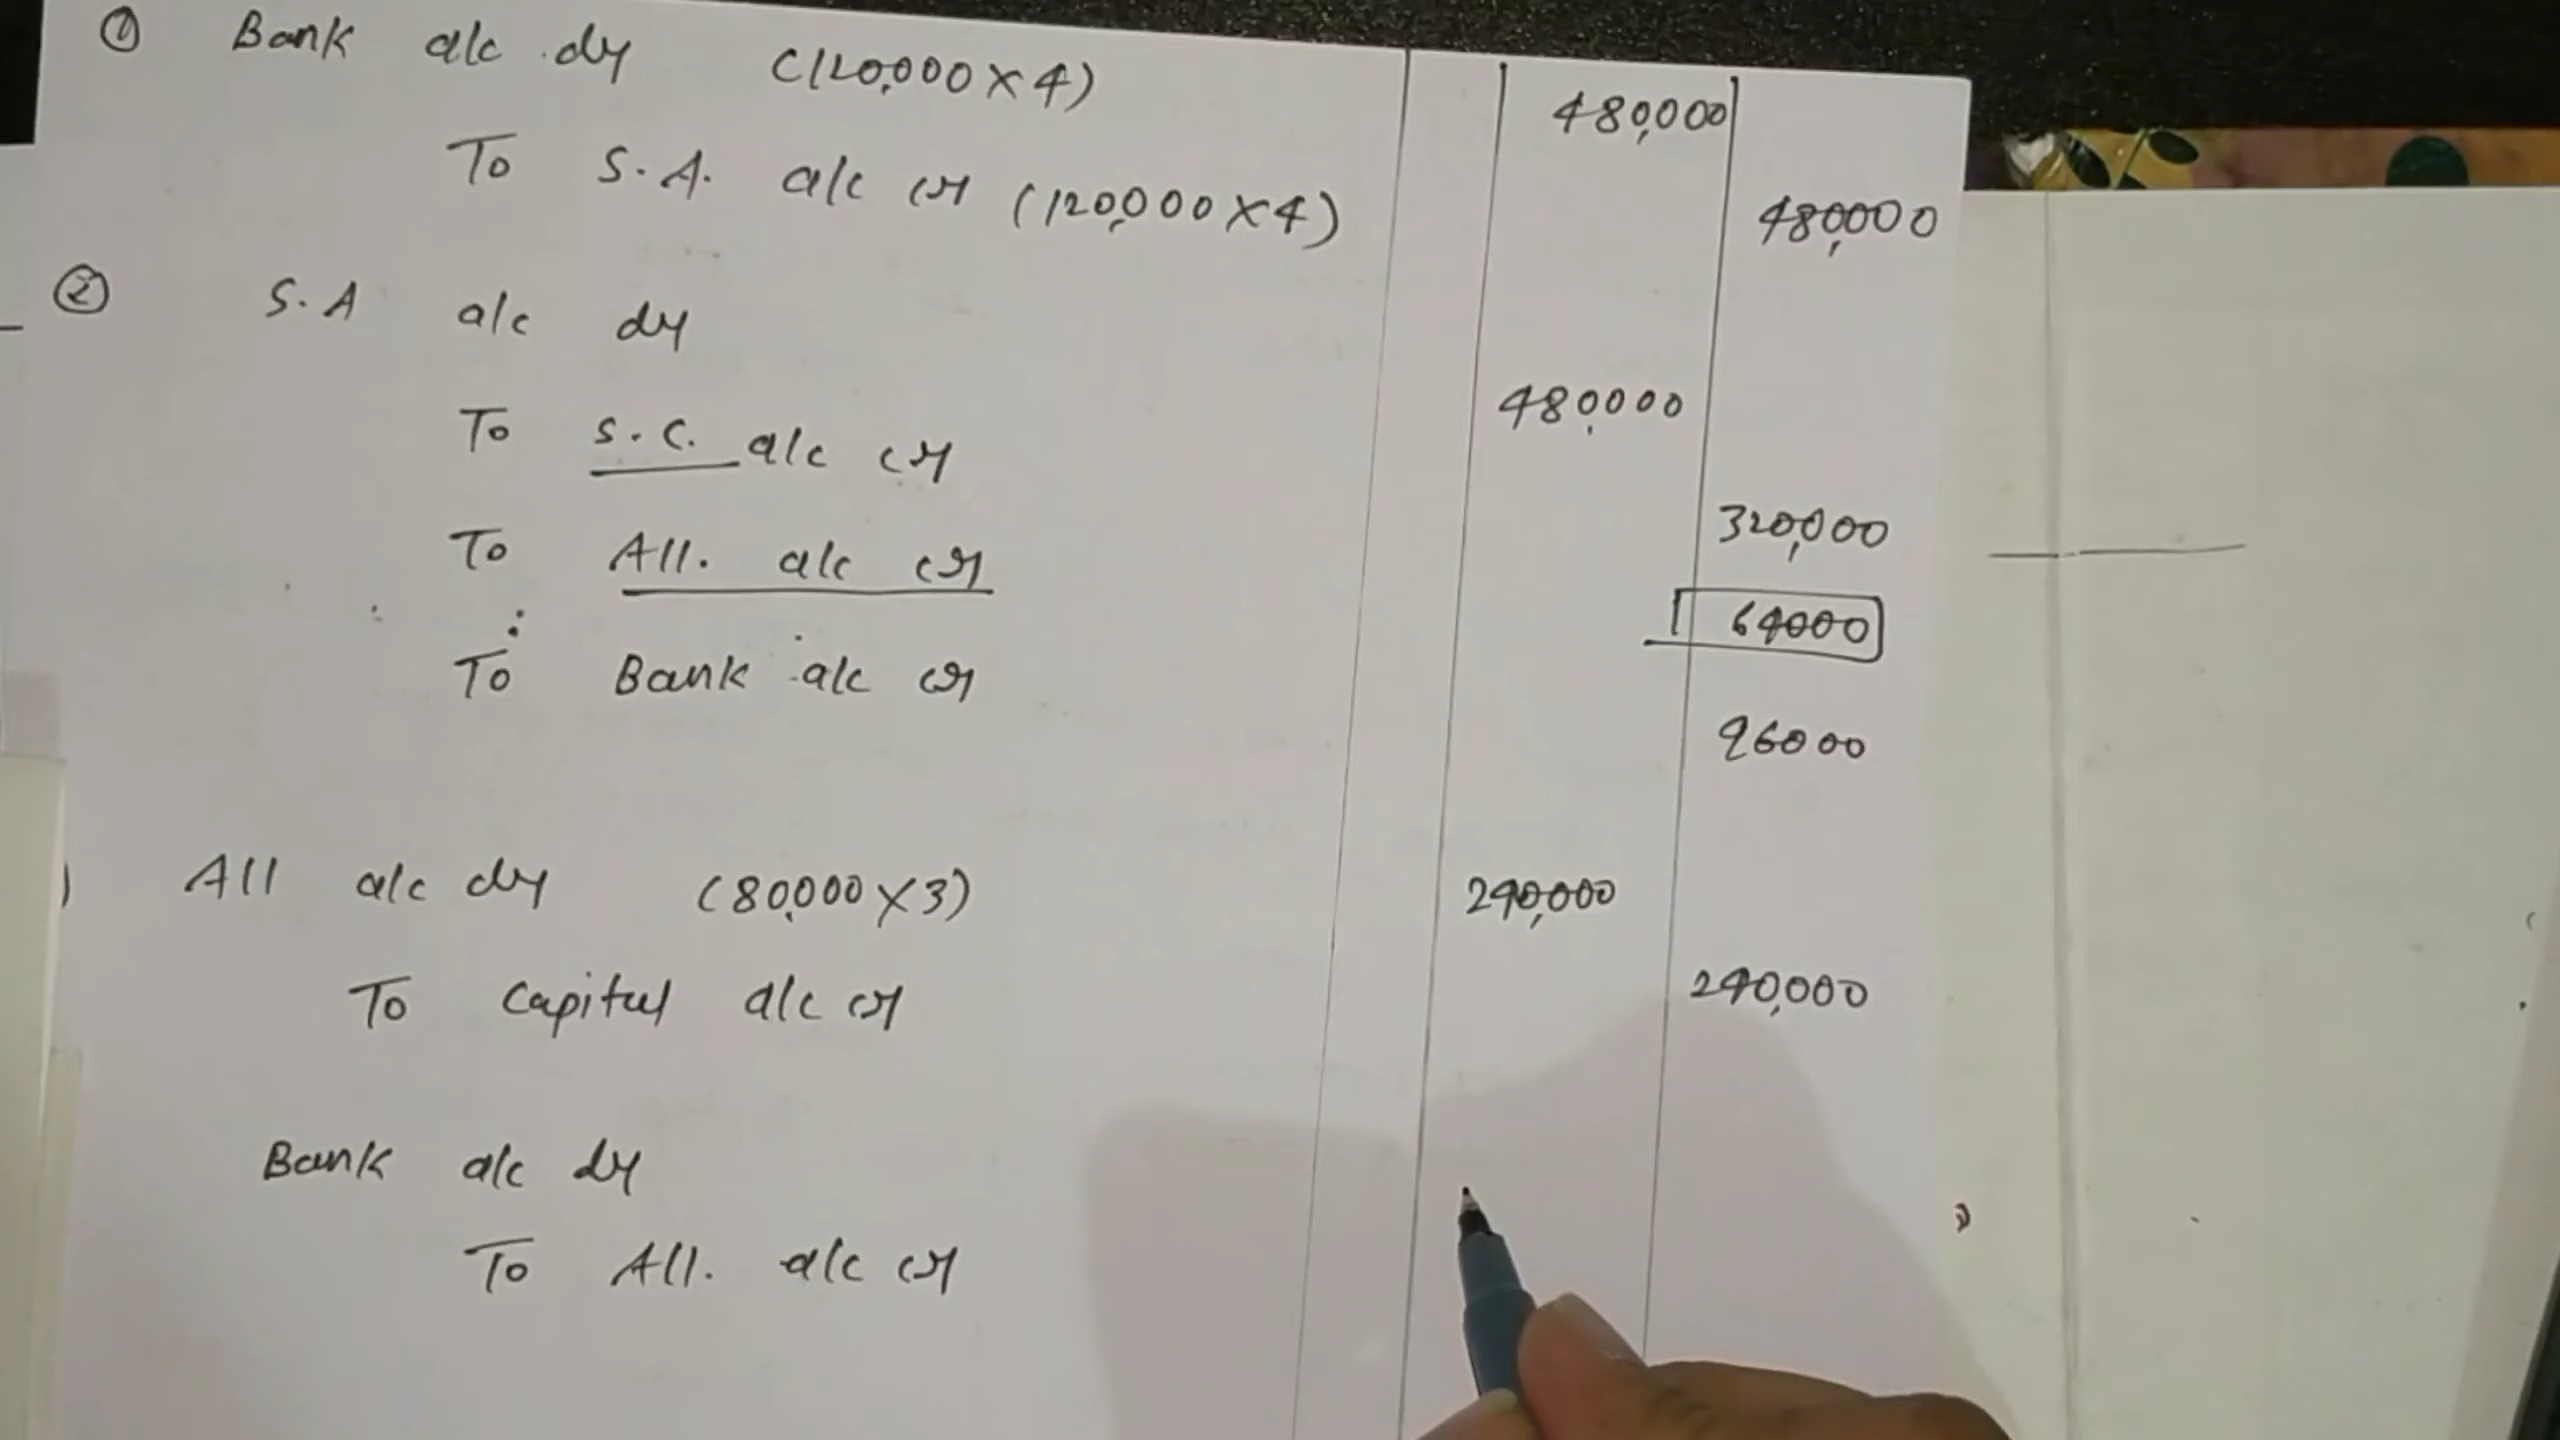 ① Bank a/c dr (120,000 × 4) 480,000
To S.A. a/c cr (120,000 × 4) 480,000
② S.A a/c dr 480,000
To S.C. a/c cr 320,000
To All. a/c cr 64000
To Bank a/c cr 96000
) All a/c dr (80,000 × 3) 240,000
To Capital a/c cr 240,000
Bank a/c dr
To All. a/c cr